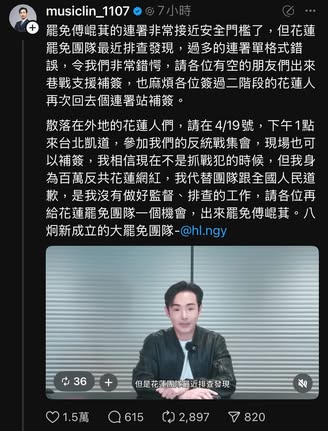 musiclin_1107 7小時
罷免傅崐萁的連署非常接近安全門檻了，但花蓮
罷免團隊最近排查發現，過多的連署單格式錯
誤，令我們非常錯愕，請各位有空的朋友們出來
巷戰支援補簽，也麻煩各位簽過二階段的花蓮人
再次回去個連署站補簽。
散落在外地的花蓮人們，請在4/19號，下午1點
來台北凱道，參加我們的反統戰集會，現場也可
以補簽，我相信現在不是抓戰犯的時候，但我身
為百萬反共花蓮網紅，我代替團隊跟全國人民道
歉，是我沒有做好監督、排查的工作，請各位再
給花蓮罷免團隊一個機會，出來罷免傅崐萁。八
炯新成立的大罷免團隊-@hl.ngy
36
但是花蓮團隊最近排查發現
1.5萬 615 2,897 820